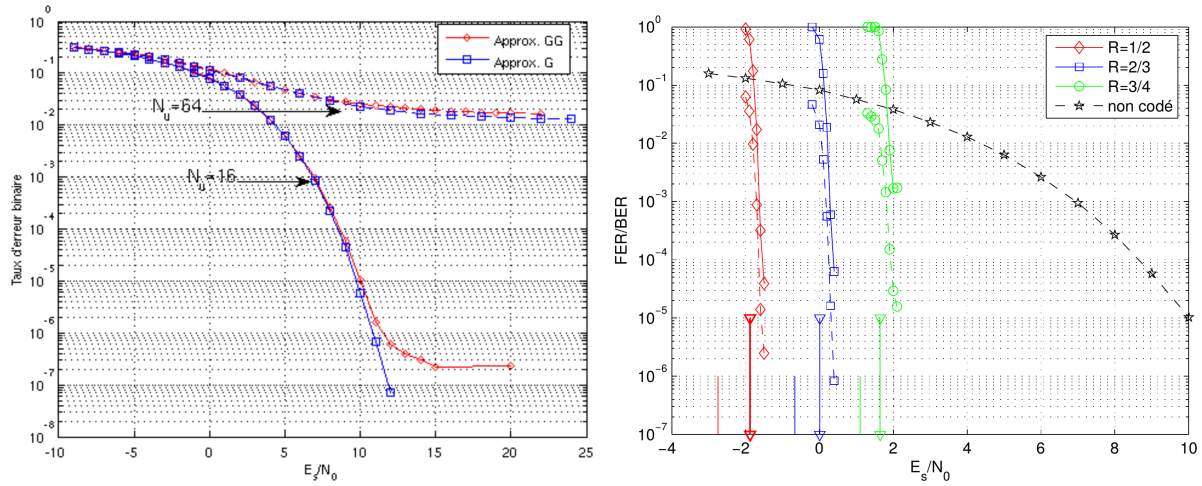 10^0
10^-1
10^-2
10^-3
10^-4
10^-5
10^-6
10^-7
10^-8
Taux d'erreur binaire
-10 -5 0 5 10 15 20 25
E_s/N_0
Approx. GG
Approx. G
N_u=64
N_u=16
10^0
10^-1
10^-2
10^-3
10^-4
10^-5
10^-6
10^-7
FER/BER
−4 −2 0 2 4 6 8 10
E_s/N_0
R=1/2
R=2/3
R=3/4
non codé